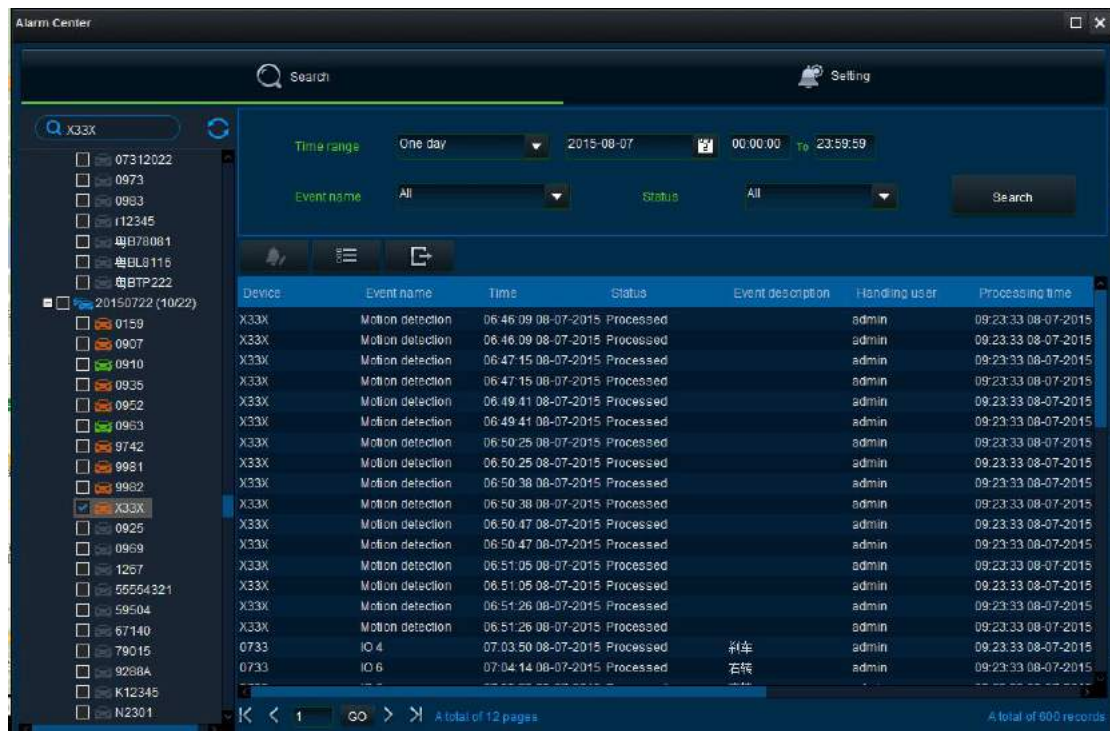 Alarm Center
Search
Setting
X33X
07312022
0973
0983
r12345
粤B78081
粤BL8116
粤BTP222
20150722 (10/22)
0159
0907
0910
0935
0952
0963
9742
9981
9982
X33X
0925
0969
1267
55554321
59504
67140
79015
9288A
K12345
N2301
Time range One day 2015-08-07 00:00:00 To 23:59:59
Event name All Status All Search
Device Event name Time Status Event description Handling user Processing time
X33X Motion detection 06:46:09 08-07-2015 Processed admin 09:23:33 08-07-2015
X33X Motion detection 06:46:09 08-07-2015 Processed admin 09:23:33 08-07-2015
X33X Motion detection 06:47:15 08-07-2015 Processed admin 09:23:33 08-07-2015
X33X Motion detection 06:47:15 08-07-2015 Processed admin 09:23:33 08-07-2015
X33X Motion detection 06:49:41 08-07-2015 Processed admin 09:23:33 08-07-2015
X33X Motion detection 06:49:41 08-07-2015 Processed admin 09:23:33 08-07-2015
X33X Motion detection 06:50:25 08-07-2015 Processed admin 09:23:33 08-07-2015
X33X Motion detection 06:50:25 08-07-2015 Processed admin 09:23:33 08-07-2015
X33X Motion detection 06:50:38 08-07-2015 Processed admin 09:23:33 08-07-2015
X33X Motion detection 06:50:38 08-07-2015 Processed admin 09:23:33 08-07-2015
X33X Motion detection 06:50:47 08-07-2015 Processed admin 09:23:33 08-07-2015
X33X Motion detection 06:50:47 08-07-2015 Processed admin 09:23:33 08-07-2015
X33X Motion detection 06:51:05 08-07-2015 Processed admin 09:23:33 08-07-2015
X33X Motion detection 06:51:05 08-07-2015 Processed admin 09:23:33 08-07-2015
X33X Motion detection 06:51:26 08-07-2015 Processed admin 09:23:33 08-07-2015
X33X Motion detection 06:51:26 08-07-2015 Processed admin 09:23:33 08-07-2015
0733 IO 4 07:03:50 08-07-2015 Processed 刹车 admin 09:23:33 08-07-2015
0733 IO 6 07:04:14 08-07-2015 Processed 右转 admin 09:23:33 08-07-2015
1 GO A total of 12 pages A total of 600 records